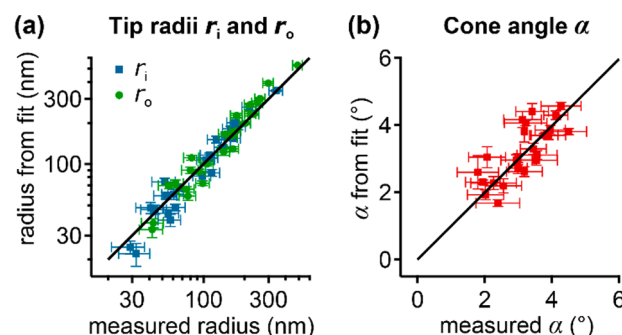 (a) Tip radii rᵢ and rₒ
radius from fit (nm)
300
100
30
rᵢ
rₒ
30 100 300
measured radius (nm)
(b) Cone angle α
α from fit (°)
6
4
2
0
0 2 4 6
measured α (°)